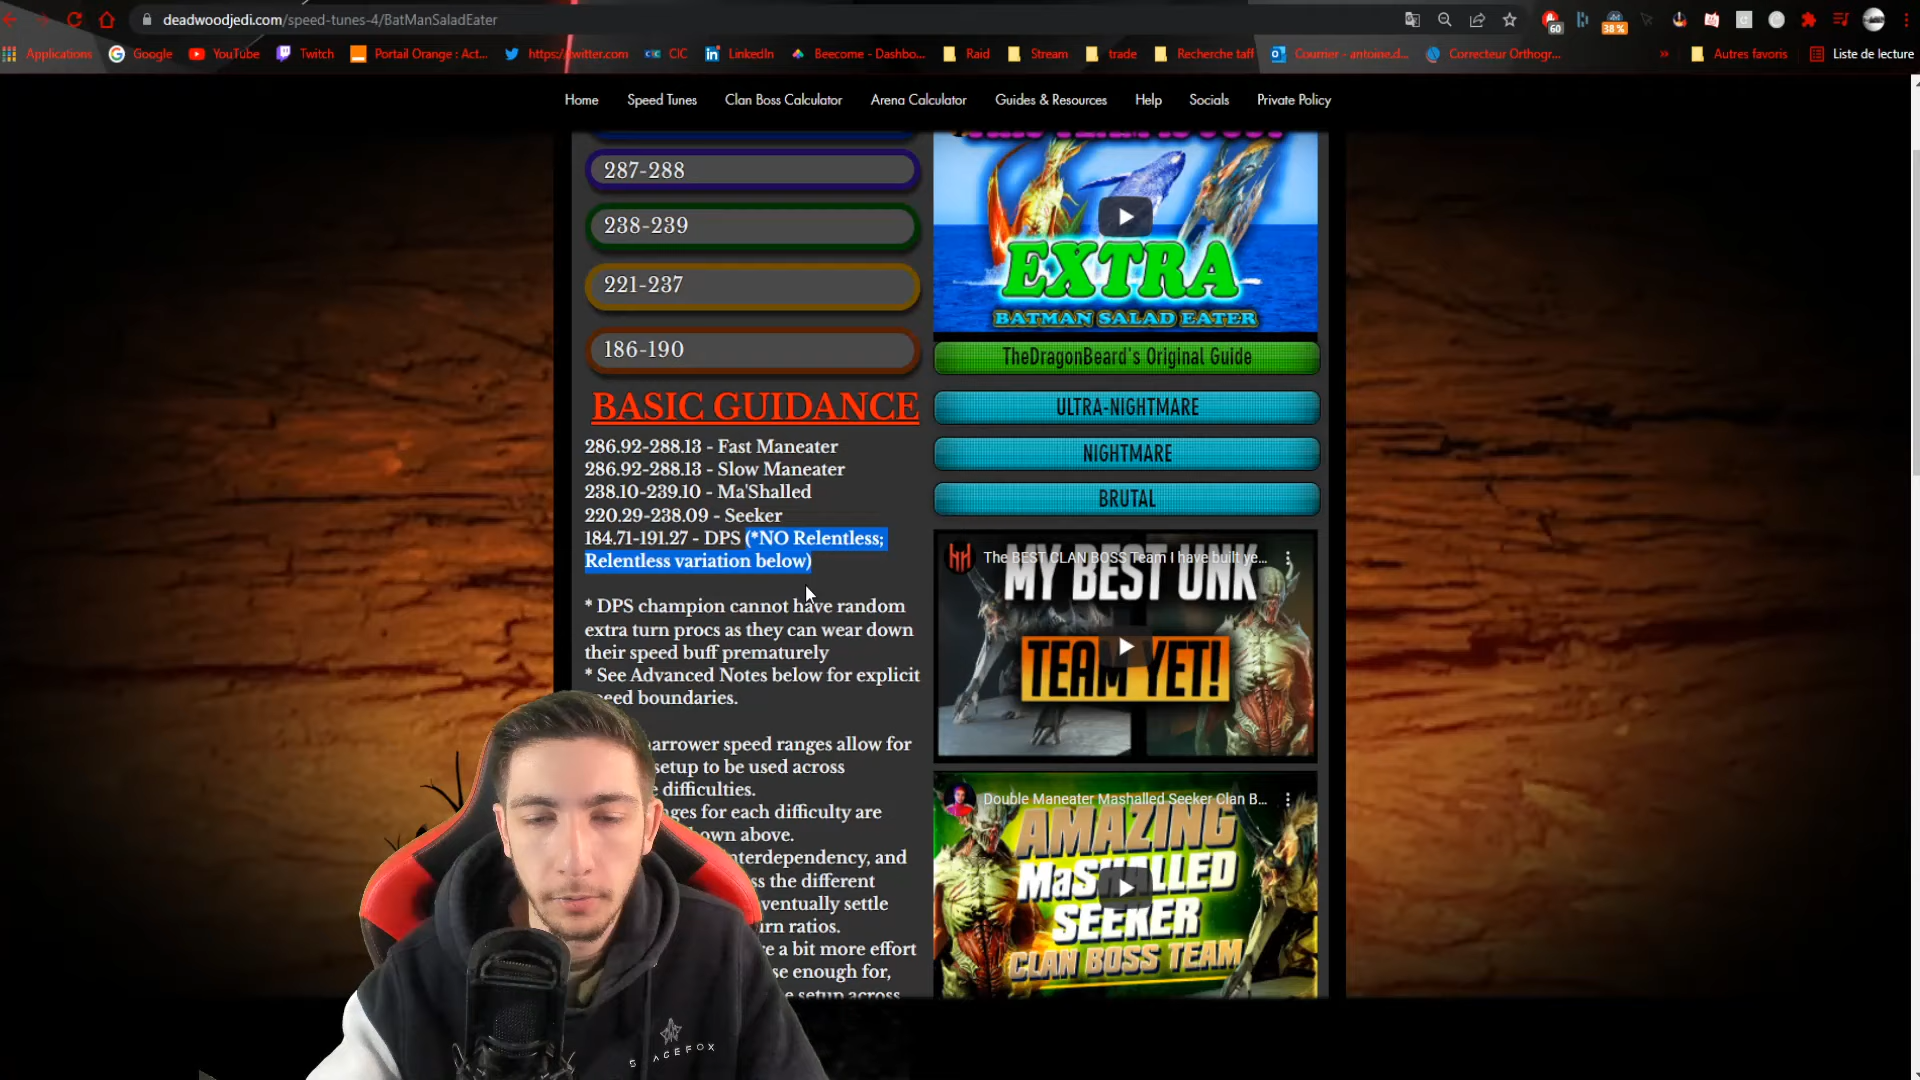 deadwoodjedi.com/speed-tunes-4/BatManSaladEater
60
38 %
Applications
Google
YouTube
Twitch
Portail Orange : Act...
https://twitter.com
CIC
LinkedIn
Beecome - Dashbo...
Raid
Stream
trade
Recherche taff
Courrier - antoine.d...
Correcteur Orthogr...
»
Autres favoris
Liste de lecture
Home
Speed Tunes
Clan Boss Calculator
Arena Calculator
Guides & Resources
Help
Socials
Private Policy
287-288
238-239
221-237
186-190
EXTRA
BATMAN SALAD EATER
TheDragonBeard's Original Guide
ULTRA-NIGHTMARE
NIGHTMARE
BRUTAL
BASIC GUIDANCE
286.92-288.13 - Fast Maneater
286.92-288.13 - Slow Maneater
238.10-239.10 - Ma'Shalled
220.29-238.09 - Seeker
184.71-191.27 - DPS (*NO Relentless;
Relentless variation below)
* DPS champion cannot have random
extra turn procs as they can wear down
their speed buff prematurely
* See Advanced Notes below for explicit
eed boundaries.
arrower speed ranges allow for
setup to be used across
e difficulties.
nges for each difficulty are
own above.
nterdependency, and
ss the different
ventually settle
urn ratios.
e a bit more effort
se enough for,
e setup across
The BEST CLAN BOSS Team I have built ye...
MY BEST UNK
TEAM YET!
Double Maneater Mashalled Seeker Clan B...
AMAZING
MaSHALLED
SEEKER
CLAN BOSS TEAM
SPACEFOX